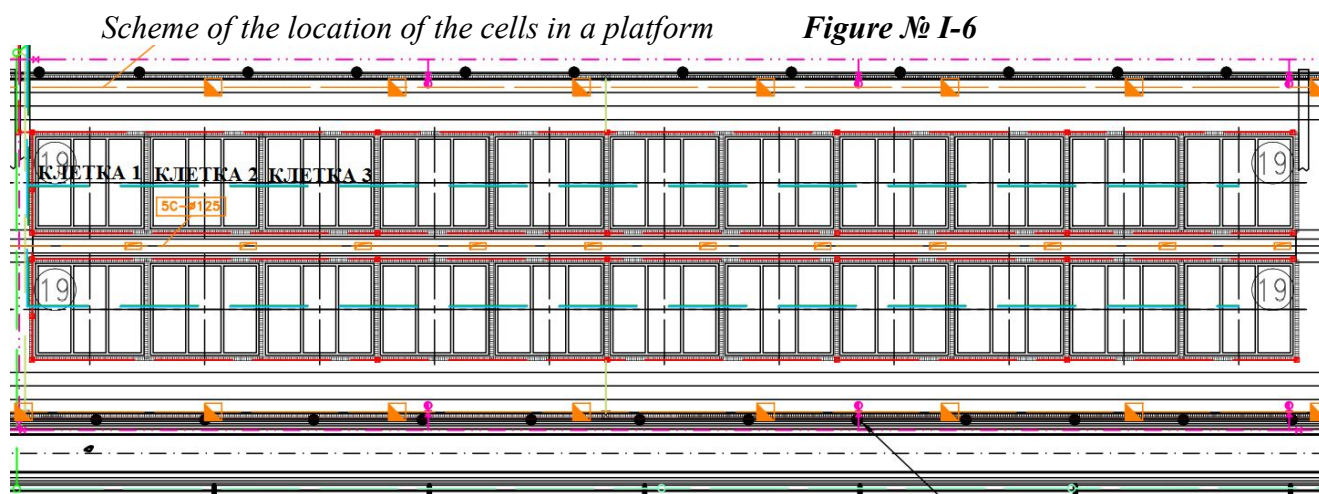 Scheme of the location of the cells in a platform Figure № I-6
19 КЛЕТКА 1 КЛЕТКА 2 КЛЕТКА 3 19
5C-⌀125
19 19